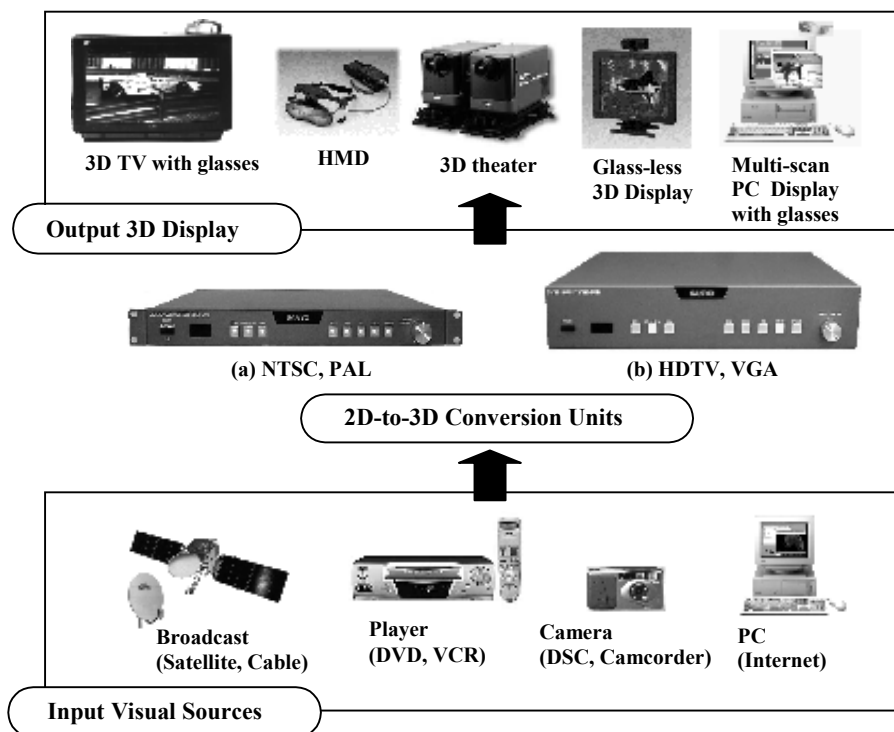 3D TV with glasses
HMD
3D theater
Glass-less
3D Display
Multi-scan
PC Display
with glasses
Output 3D Display
(a) NTSC, PAL
(b) HDTV, VGA
2D-to-3D Conversion Units
Broadcast
(Satellite, Cable)
Player
(DVD, VCR)
Camera
(DSC, Camcorder)
PC
(Internet)
Input Visual Sources